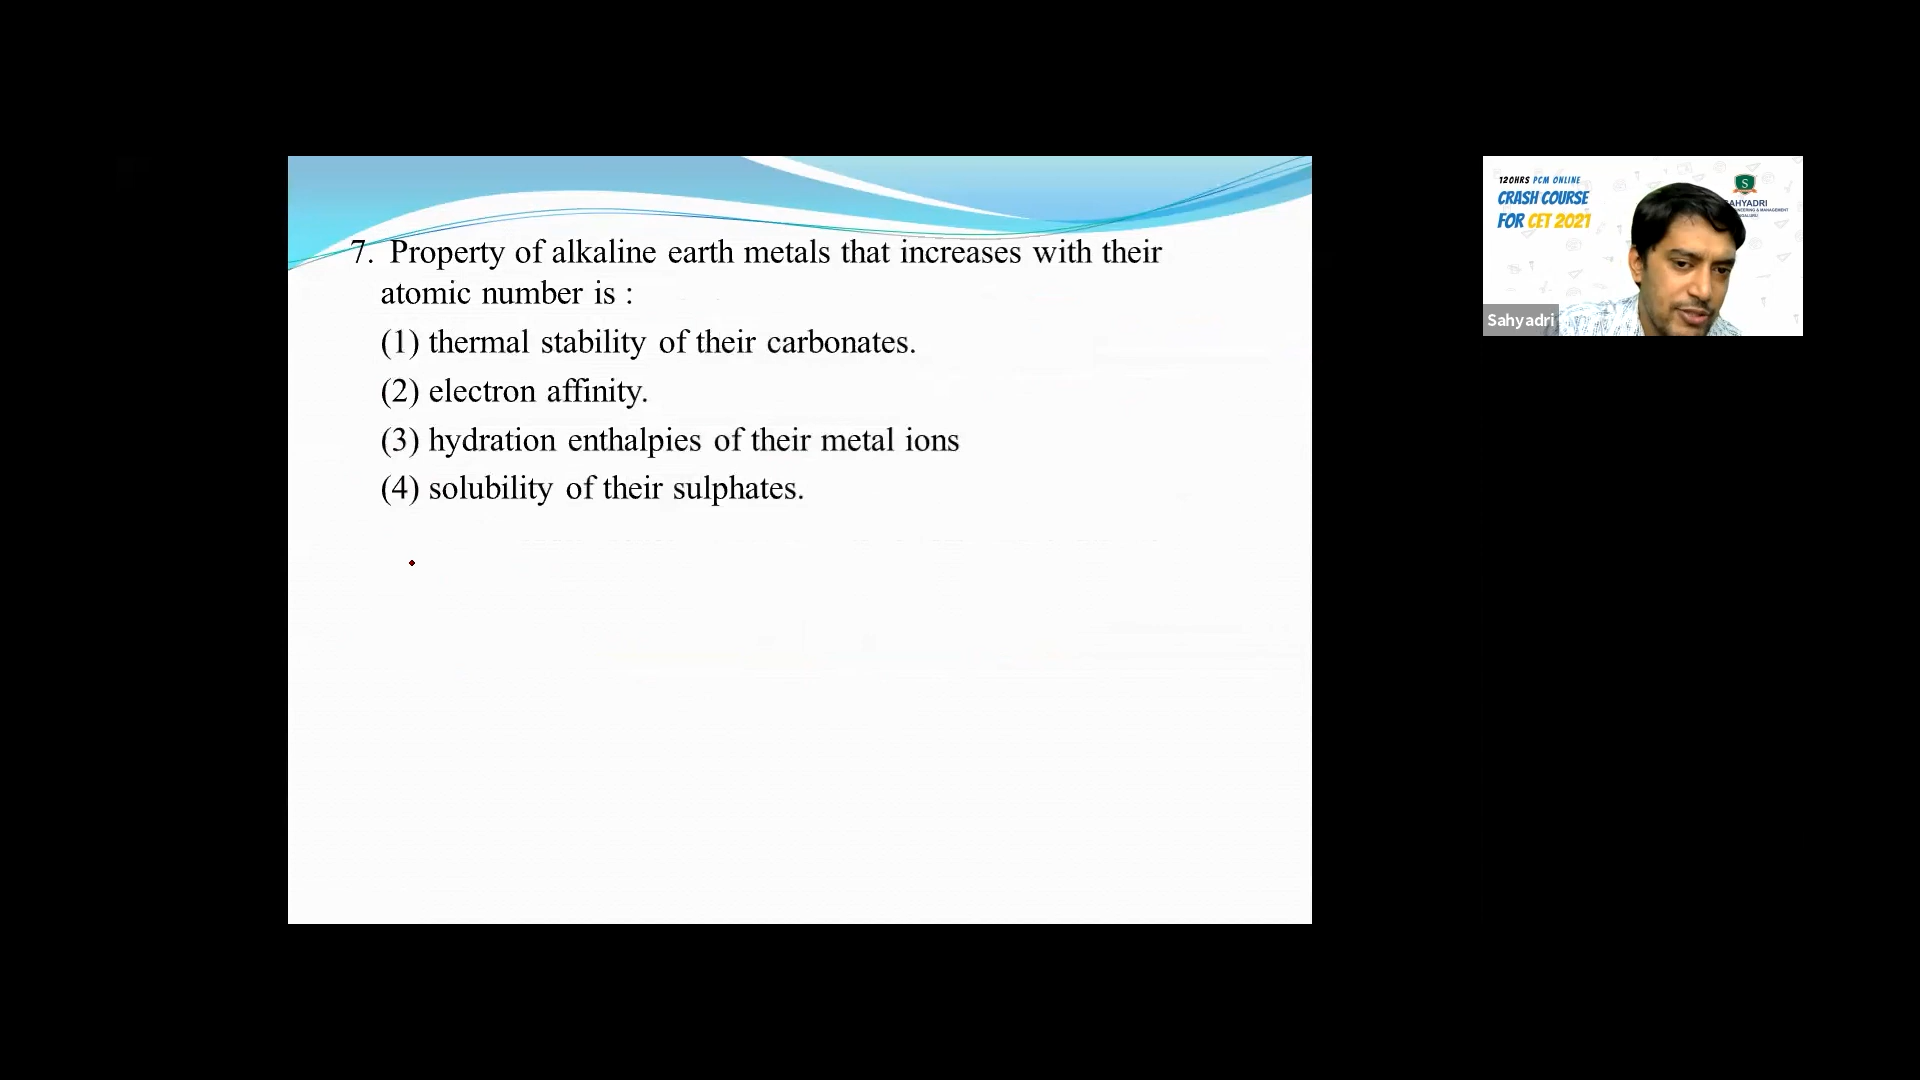 7. Property of alkaline earth metals that increases with their
atomic number is :
(1) thermal stability of their carbonates.
(2) electron affinity.
(3) hydration enthalpies of their metal ions
(4) solubility of their sulphates.
120HRS PCM ONLINE
CRASH COURSE
FOR CET 2021
S
AHYADRI
Sahyadri